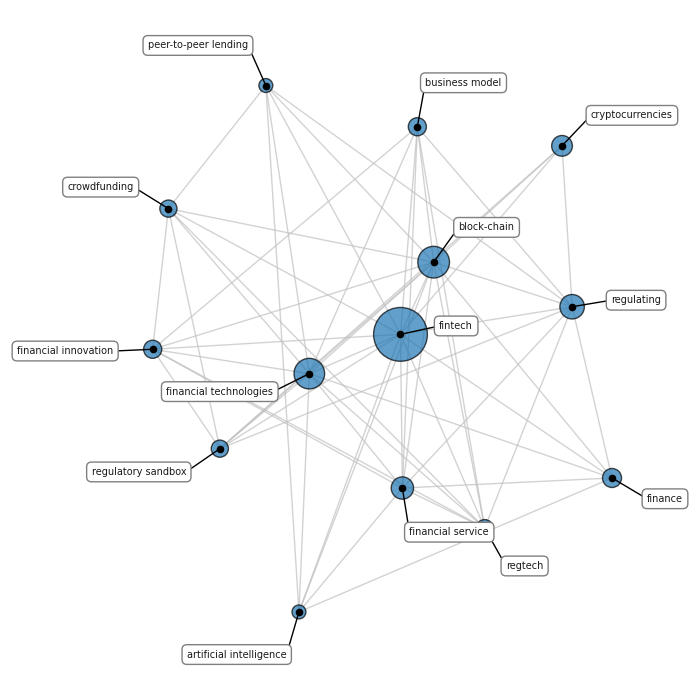 peer-to-peer lending
business model
cryptocurrencies
crowdfunding
block-chain
regulating
fintech
financial innovation
financial technologies
regulatory sandbox
finance
financial service
regtech
artificial intelligence